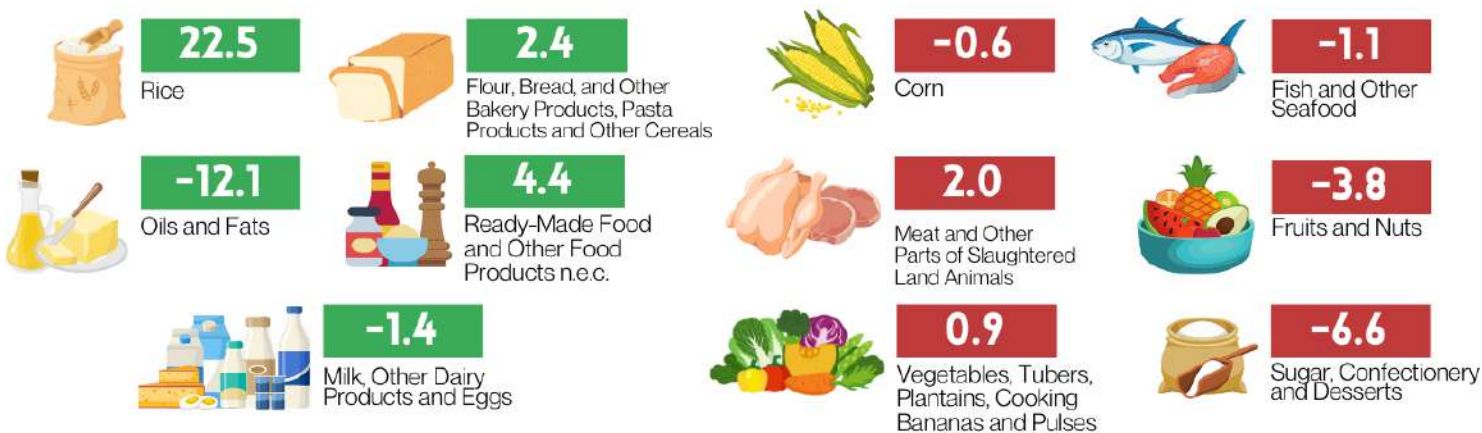 22.5
Rice
2.4
Flour, Bread, and Other
Bakery Products, Pasta
Products and Other Cereals
-0.6
Corn
-1.1
Fish and Other
Seafood
-12.1
Oils and Fats
4.4
Ready-Made Food
and Other Food
Products n.e.c.
2.0
Meat and Other
Parts of Slaughtered
Land Animals
-3.8
Fruits and Nuts
-1.4
Milk, Other Dairy
Products and Eggs
0.9
Vegetables, Tubers,
Plantains, Cooking
Bananas and Pulses
-6.6
Sugar, Confectionery
and Desserts